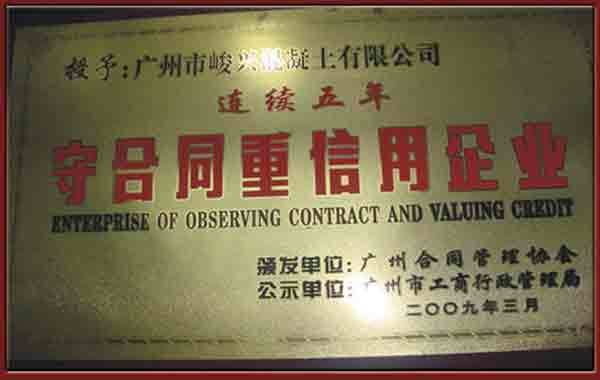 授予：广州市峻兴混凝土有限公司
连续五年
守合同重信用企业
ENTERPRISE OF OBSERVING CONTRACT AND VALUING CREDIT
颁发单位：广州合同管理协会
公示单位：广州市工商行政管理局
二〇〇九年三月